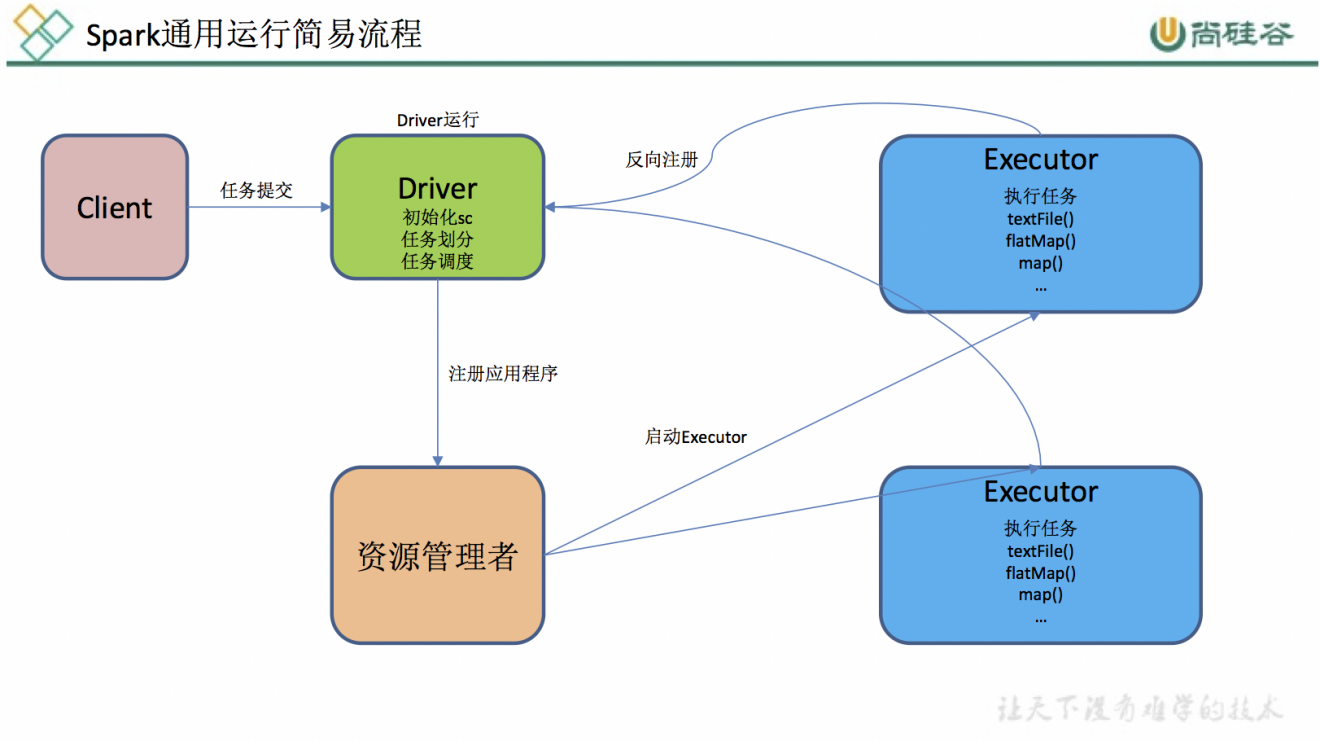 Spark通用运行简易流程
尚硅谷
Driver运行
Client
任务提交
Driver
初始化sc
任务划分
任务调度
反向注册
Executor
执行任务
textFile()
flatMap()
map()
...
注册应用程序
启动Executor
资源管理者
Executor
执行任务
textFile()
flatMap()
map()
...
让天下没有难学的技术